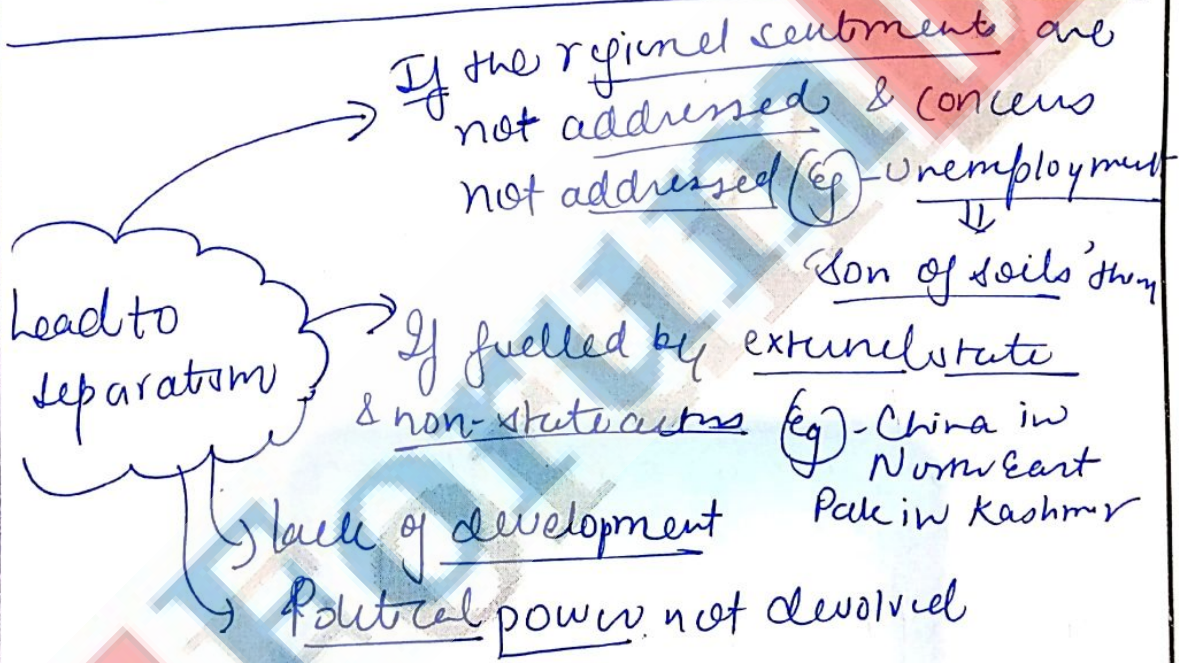 If the regional sentiments are
not addressed & concerns
not addressed (Eg) - Unemployment
⇓
'Son of soils' theory
Lead to
separatism
If fuelled by external state
& non-state actors (Eg) - China in
North East
Pak in Kashmir
lack of development
Political power not devolved
Forum